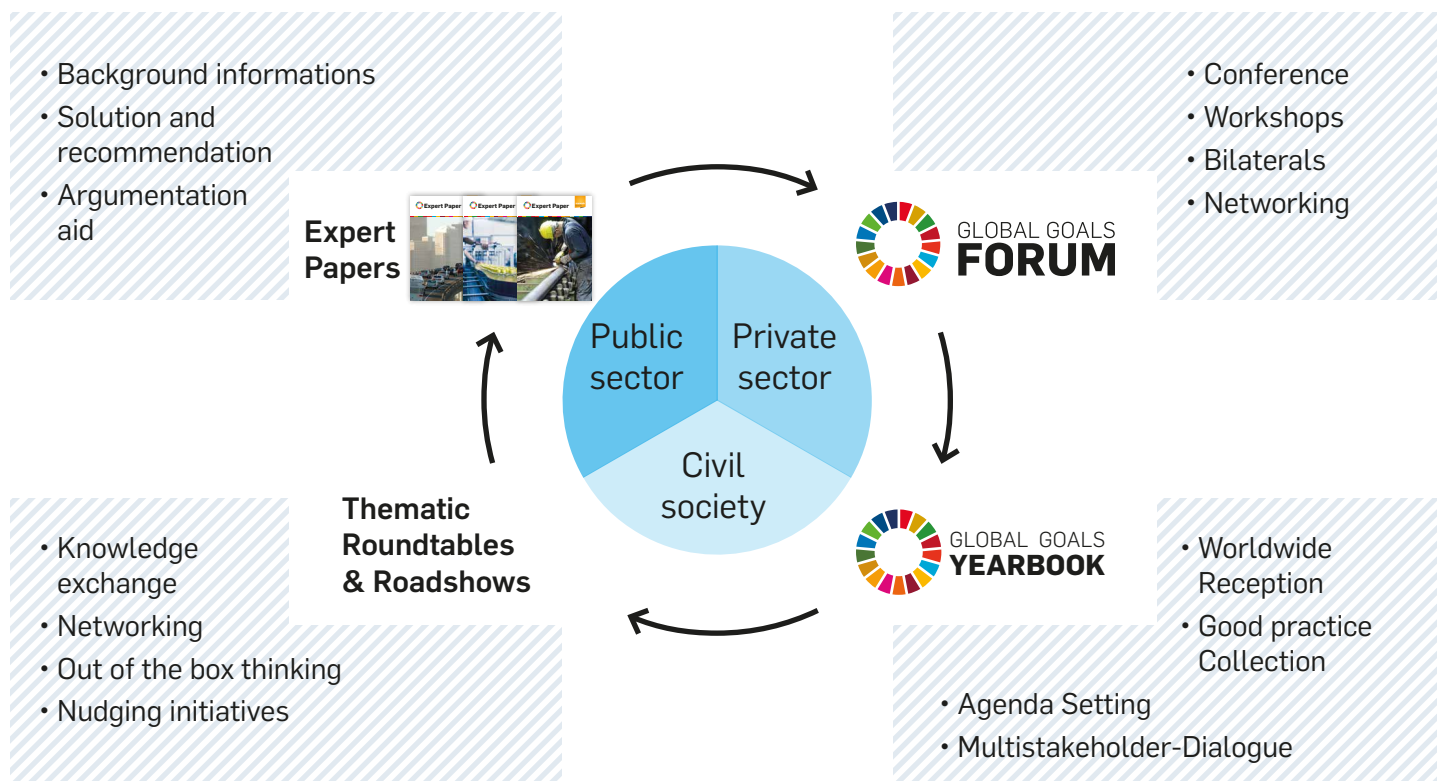 • Background informations
• Solution and
recommendation
• Argumentation
aid
Expert
Papers
Expert Paper
Expert Paper
Expert Paper
• Conference
• Workshops
• Bilaterals
• Networking
GLOBAL GOALS
FORUM
Public
sector
Private
sector
Civil
society
GLOBAL GOALS
YEARBOOK
• Worldwide
Reception
• Good practice
Collection
• Agenda Setting
• Multistakeholder-Dialogue
Thematic
Roundtables
& Roadshows
• Knowledge
exchange
• Networking
• Out of the box thinking
• Nudging initiatives